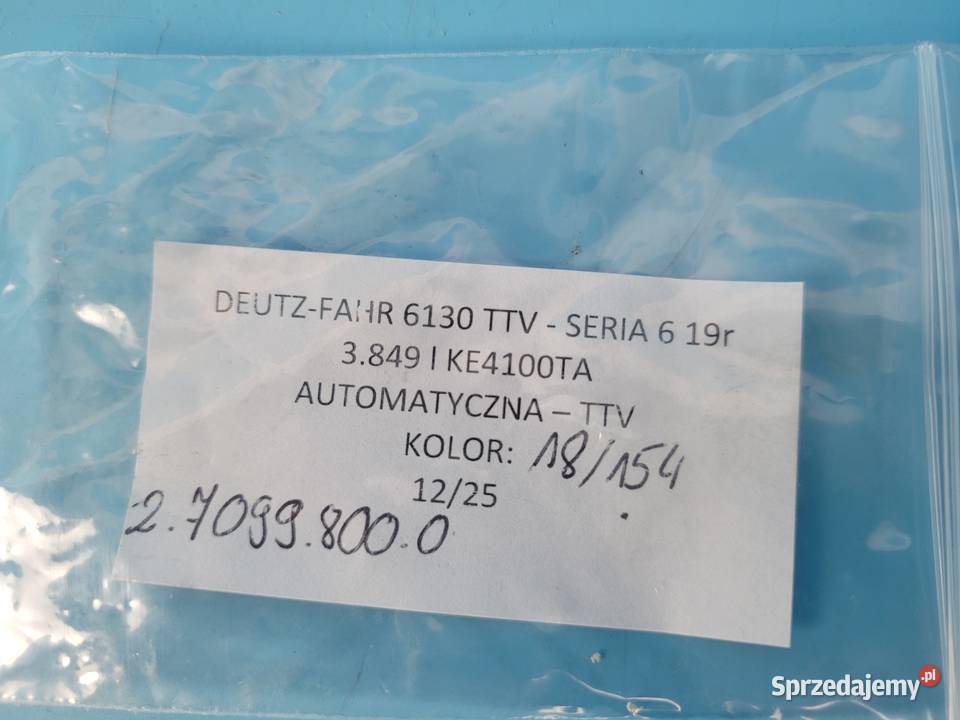 DEUTZ-FAHR 6130 TTV - SERIA 6 19r
3.849 l KE4100TA
AUTOMATYCZNA – TTV
KOLOR: 18/154
12/25
2.7099.800.0
Sprzedajemy.pl